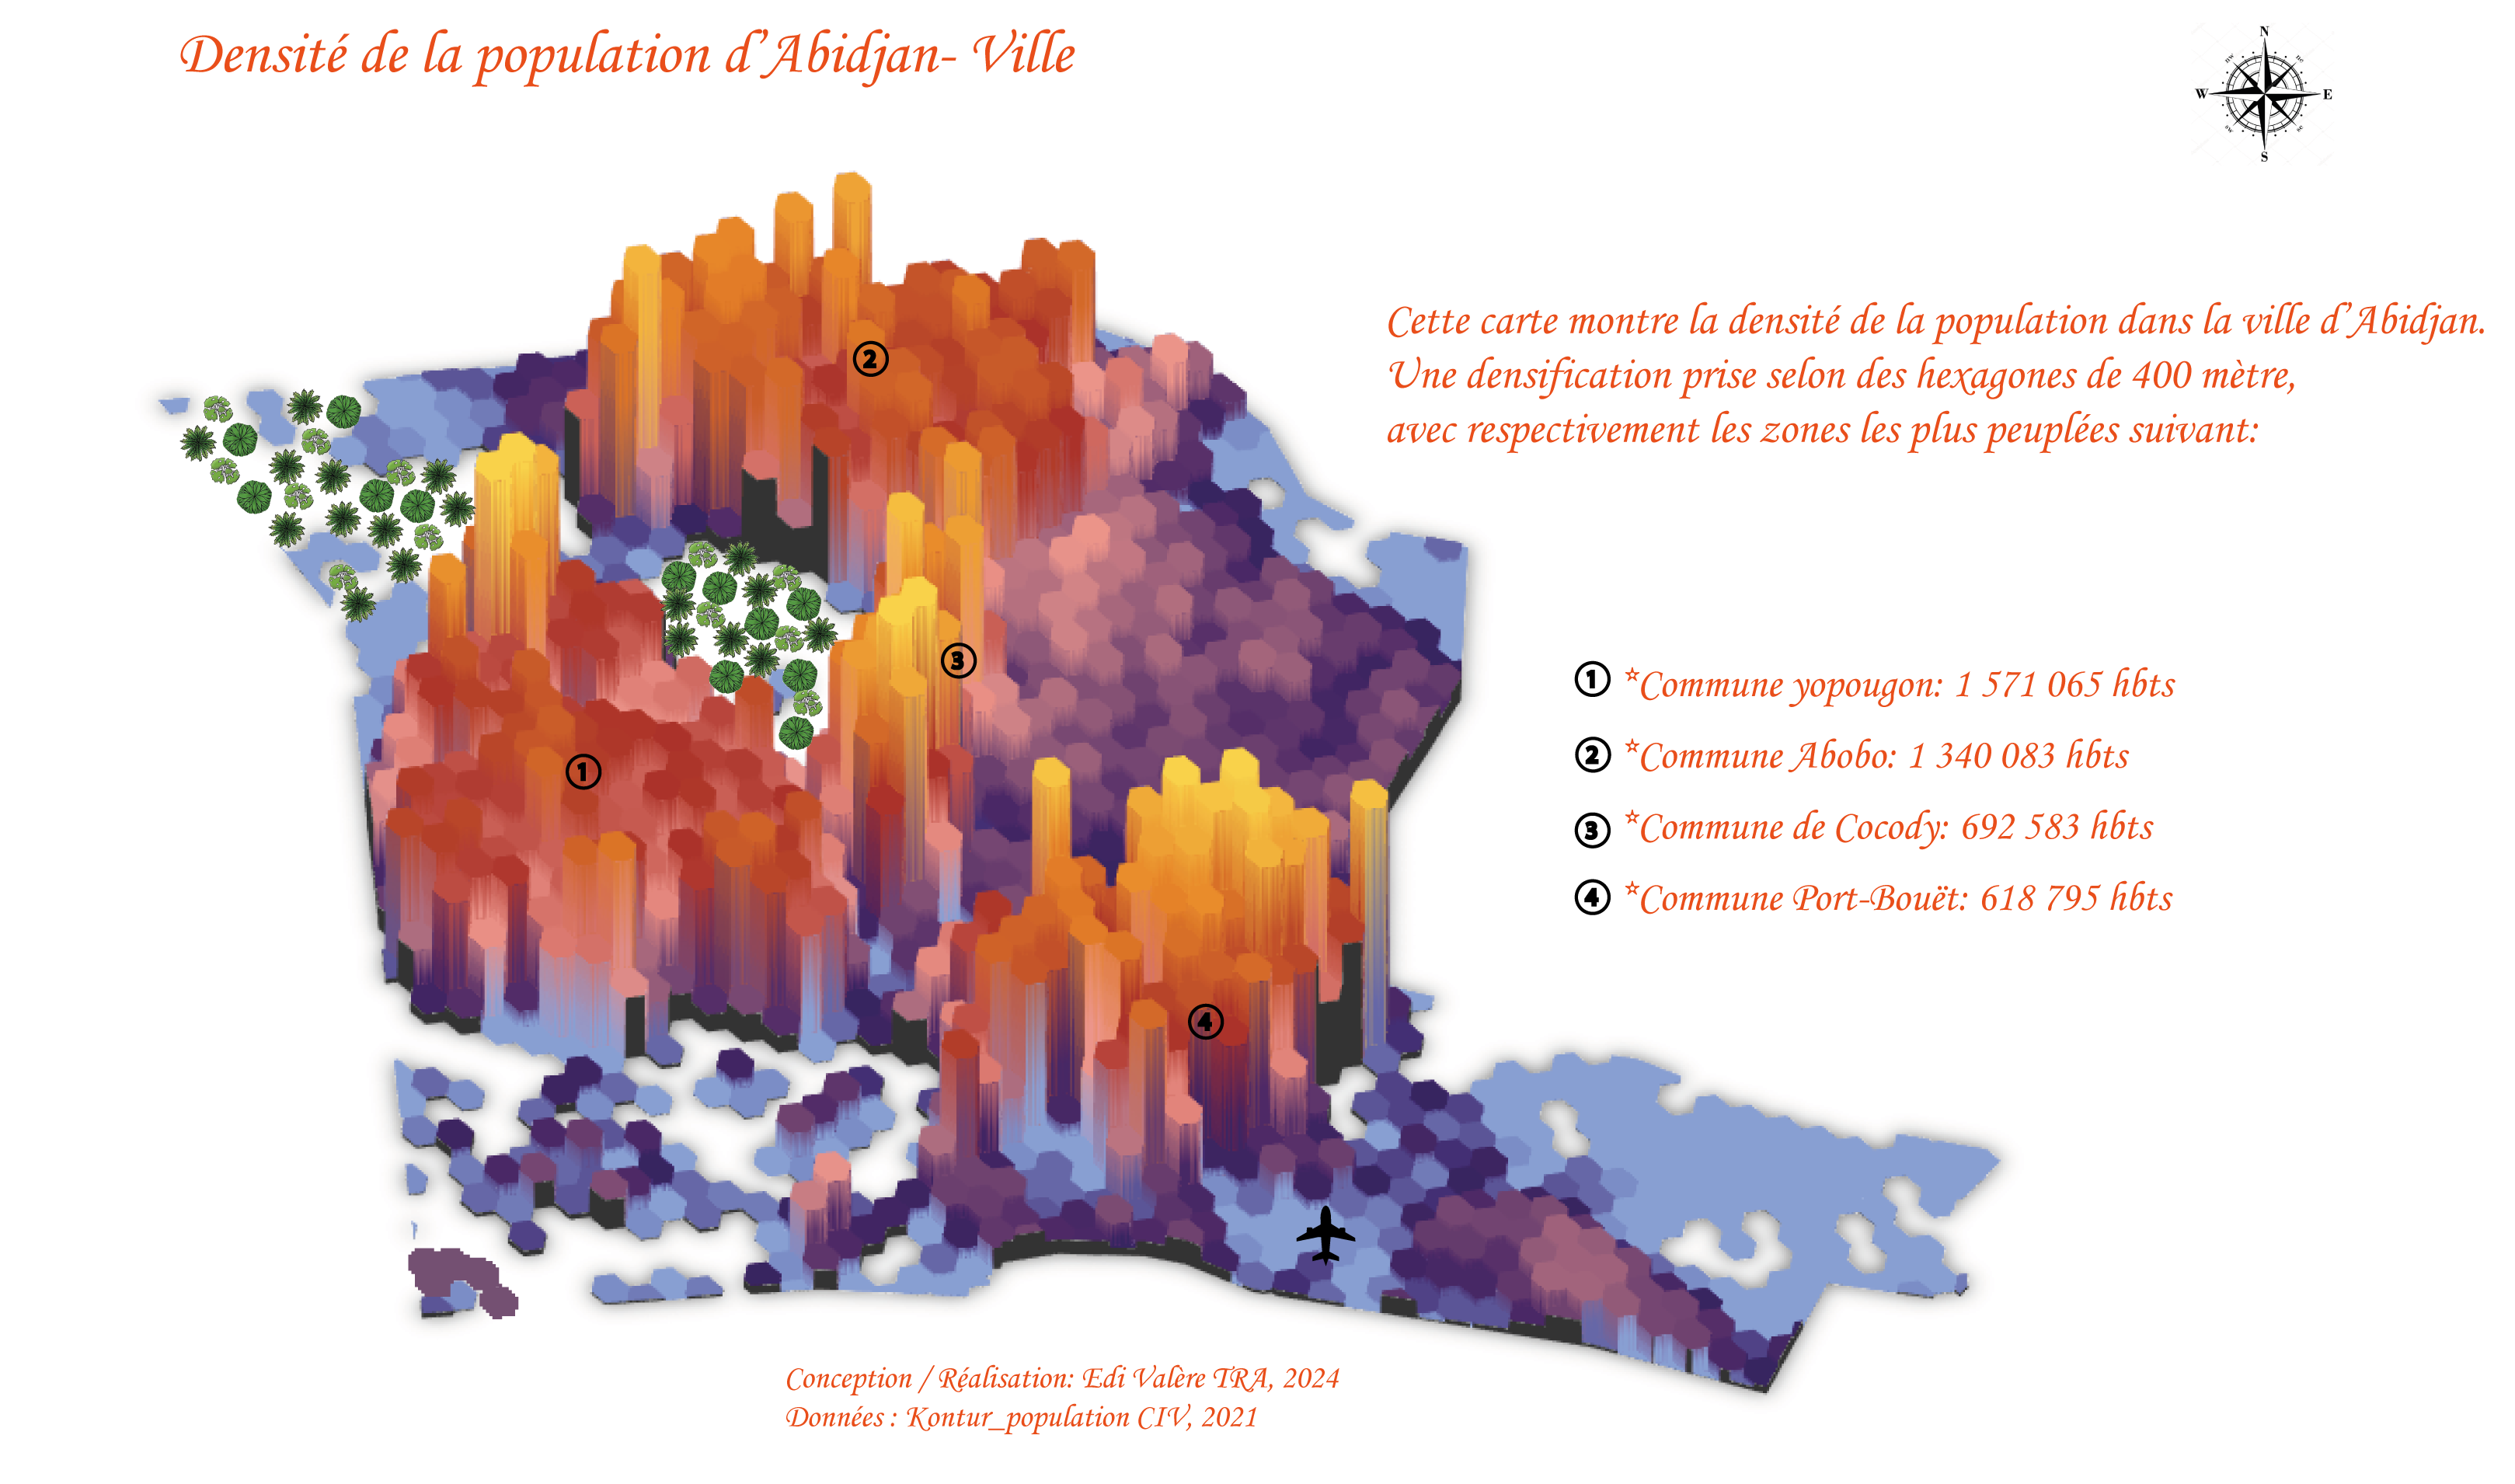 Densité de la population d'Abidjan- Ville
N
W
E
S
Cette carte montre la densité de la population dans la ville d'Abidjan.
Une densification prise selon des hexagones de 400 mètre,
avec respectivement les zones les plus peuplées suivant:
2
3
1
4
1 *Commune yopougon: 1 571 065 hbts
2 *Commune Abobo: 1 340 083 hbts
3 *Commune de Cocody: 692 583 hbts
4 *Commune Port-Bouët: 618 795 hbts
Conception / Réalisation: Edi Valère TRA, 2024
Données : Kontur_population CIV, 2021